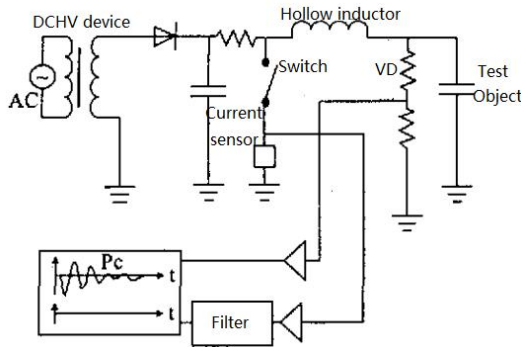 DCHV device
Hollow inductor
AC
Switch
VD
Test
Object
Current
sensor
Pc
t
t
Filter